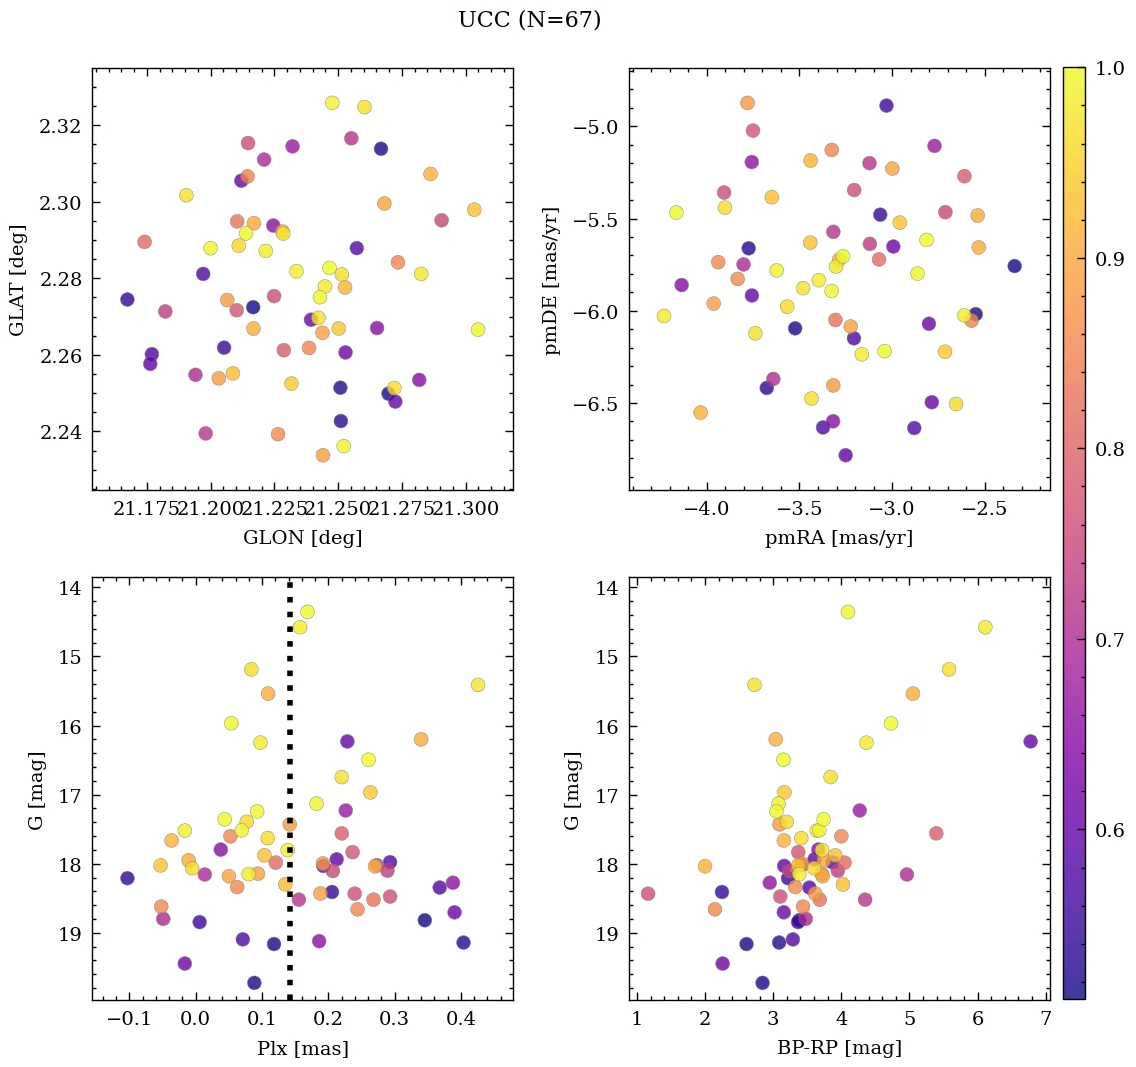 UCC (N=67)
2.32
2.30
2.28
2.26
2.24
GLAT [deg]
21.175 21.200 21.225 21.250 21.275 21.300
GLON [deg]
−5.0
−5.5
−6.0
−6.5
pmDE [mas/yr]
−4.0 −3.5 −3.0 −2.5
pmRA [mas/yr]
14
15
16
17
18
19
G [mag]
−0.1 0.0 0.1 0.2 0.3 0.4
Plx [mas]
14
15
16
17
18
19
G [mag]
1 2 3 4 5 6 7
BP-RP [mag]
1.0
0.9
0.8
0.7
0.6